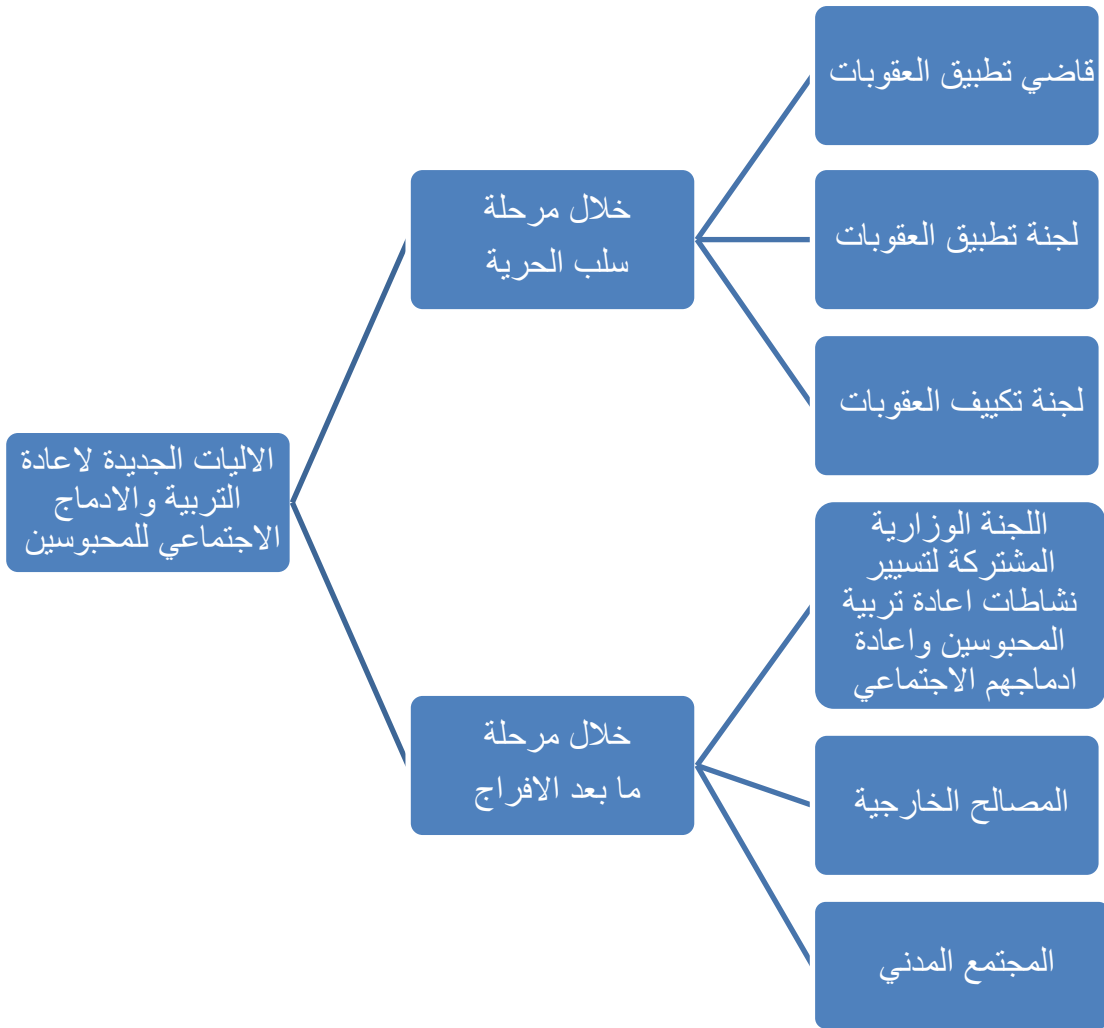 الاليات الجديدة لاعادة
التربية والادماج
الاجتماعي للمحبوسين
خلال مرحلة
سلب الحرية
قاضي تطبيق العقوبات
لجنة تطبيق العقوبات
لجنة تكييف العقوبات
خلال مرحلة
ما بعد الافراج
اللجنة الوزارية
المشتركة لتسيير
نشاطات اعادة تربية
المحبوسين واعادة
ادماجهم الاجتماعي
المصالح الخارجية
المجتمع المدني